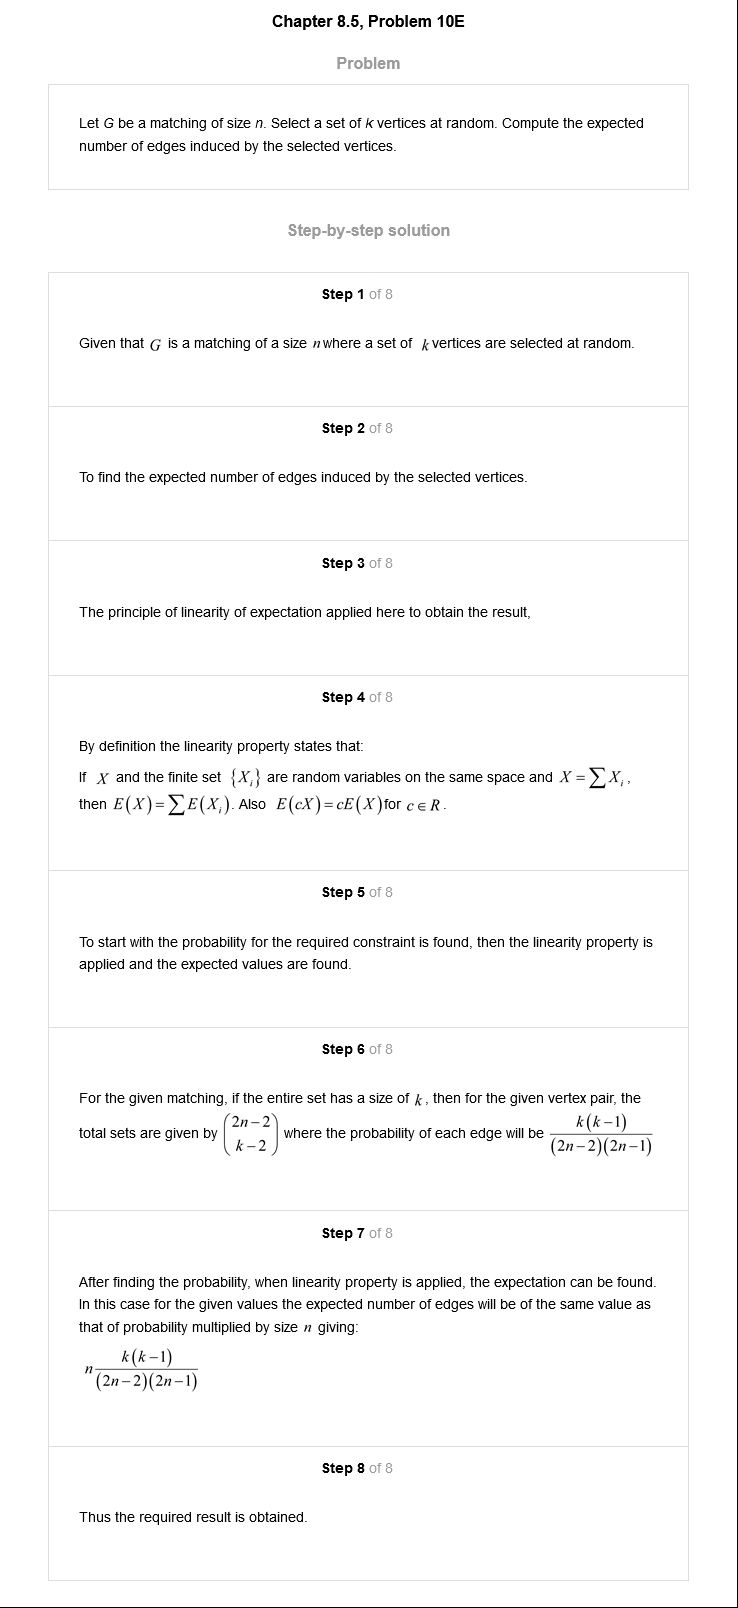 Chapter 8.5, Problem 10E
Problem
Let G be a matching of size n. Select a set of k vertices at random. Compute the expected
number of edges induced by the selected vertices.
Step-by-step solution
Step 1 of 8
Given that G is a matching of a size n where a set of k vertices are selected at random.
Step 2 of 8
To find the expected number of edges induced by the selected vertices.
Step 3 of 8
The principle of linearity of expectation applied here to obtain the result,
Step 4 of 8
By definition the linearity property states that:
If X and the finite set {X_i} are random variables on the same space and X = ∑X_i ,
then E(X) = ∑E(X_i). Also E(cX) = cE(X) for c ∈ R .
Step 5 of 8
To start with the probability for the required constraint is found, then the linearity property is
applied and the expected values are found.
Step 6 of 8
For the given matching, if the entire set has a size of k , then for the given vertex pair, the
total sets are given by (2n−2 / k−2) where the probability of each edge will be k(k−1) / (2n−2)(2n−1)
Step 7 of 8
After finding the probability, when linearity property is applied, the expectation can be found.
In this case for the given values the expected number of edges will be of the same value as
that of probability multiplied by size n giving:
n k(k−1) / (2n−2)(2n−1)
Step 8 of 8
Thus the required result is obtained.